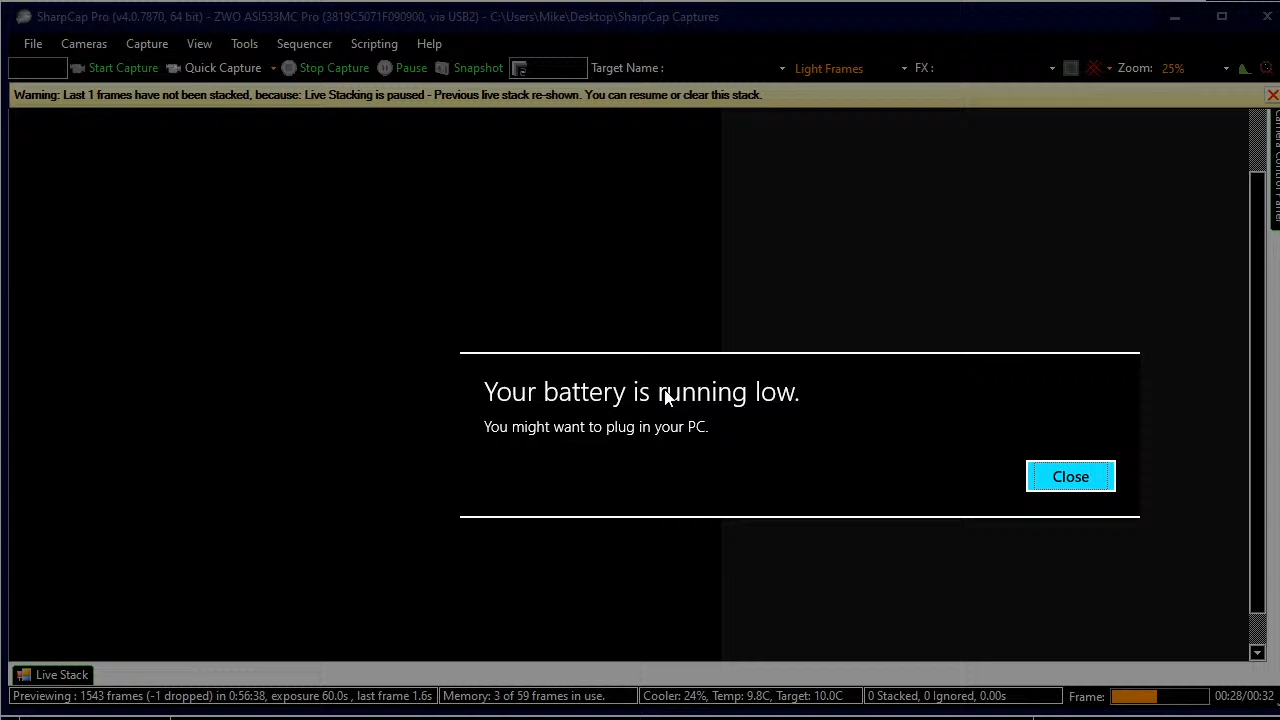 SharpCap Pro (v4.0.7870, 64 bit) - ZWO ASI533MC Pro (3819C5071F090900, via USB2) - C:\Users\Mike\Desktop\SharpCap Captures
File Cameras Capture View Tools Sequencer Scripting Help
Start Capture Quick Capture Stop Capture Pause Snapshot Target Name : Light Frames FX : Zoom: 25%
Warning: Last 1 frames have not been stacked, because: Live Stacking is paused - Previous live stack re-shown. You can resume or clear this stack.
Your battery is running low.
You might want to plug in your PC.
Close
Live Stack
Previewing : 1543 frames (-1 dropped) in 0:56:38, exposure 60.0s , last frame 1.6s Memory: 3 of 59 frames in use. Cooler: 24%, Temp: 9.8C, Target: 10.0C 0 Stacked, 0 Ignored, 0.00s Frame: 00:28/00:32